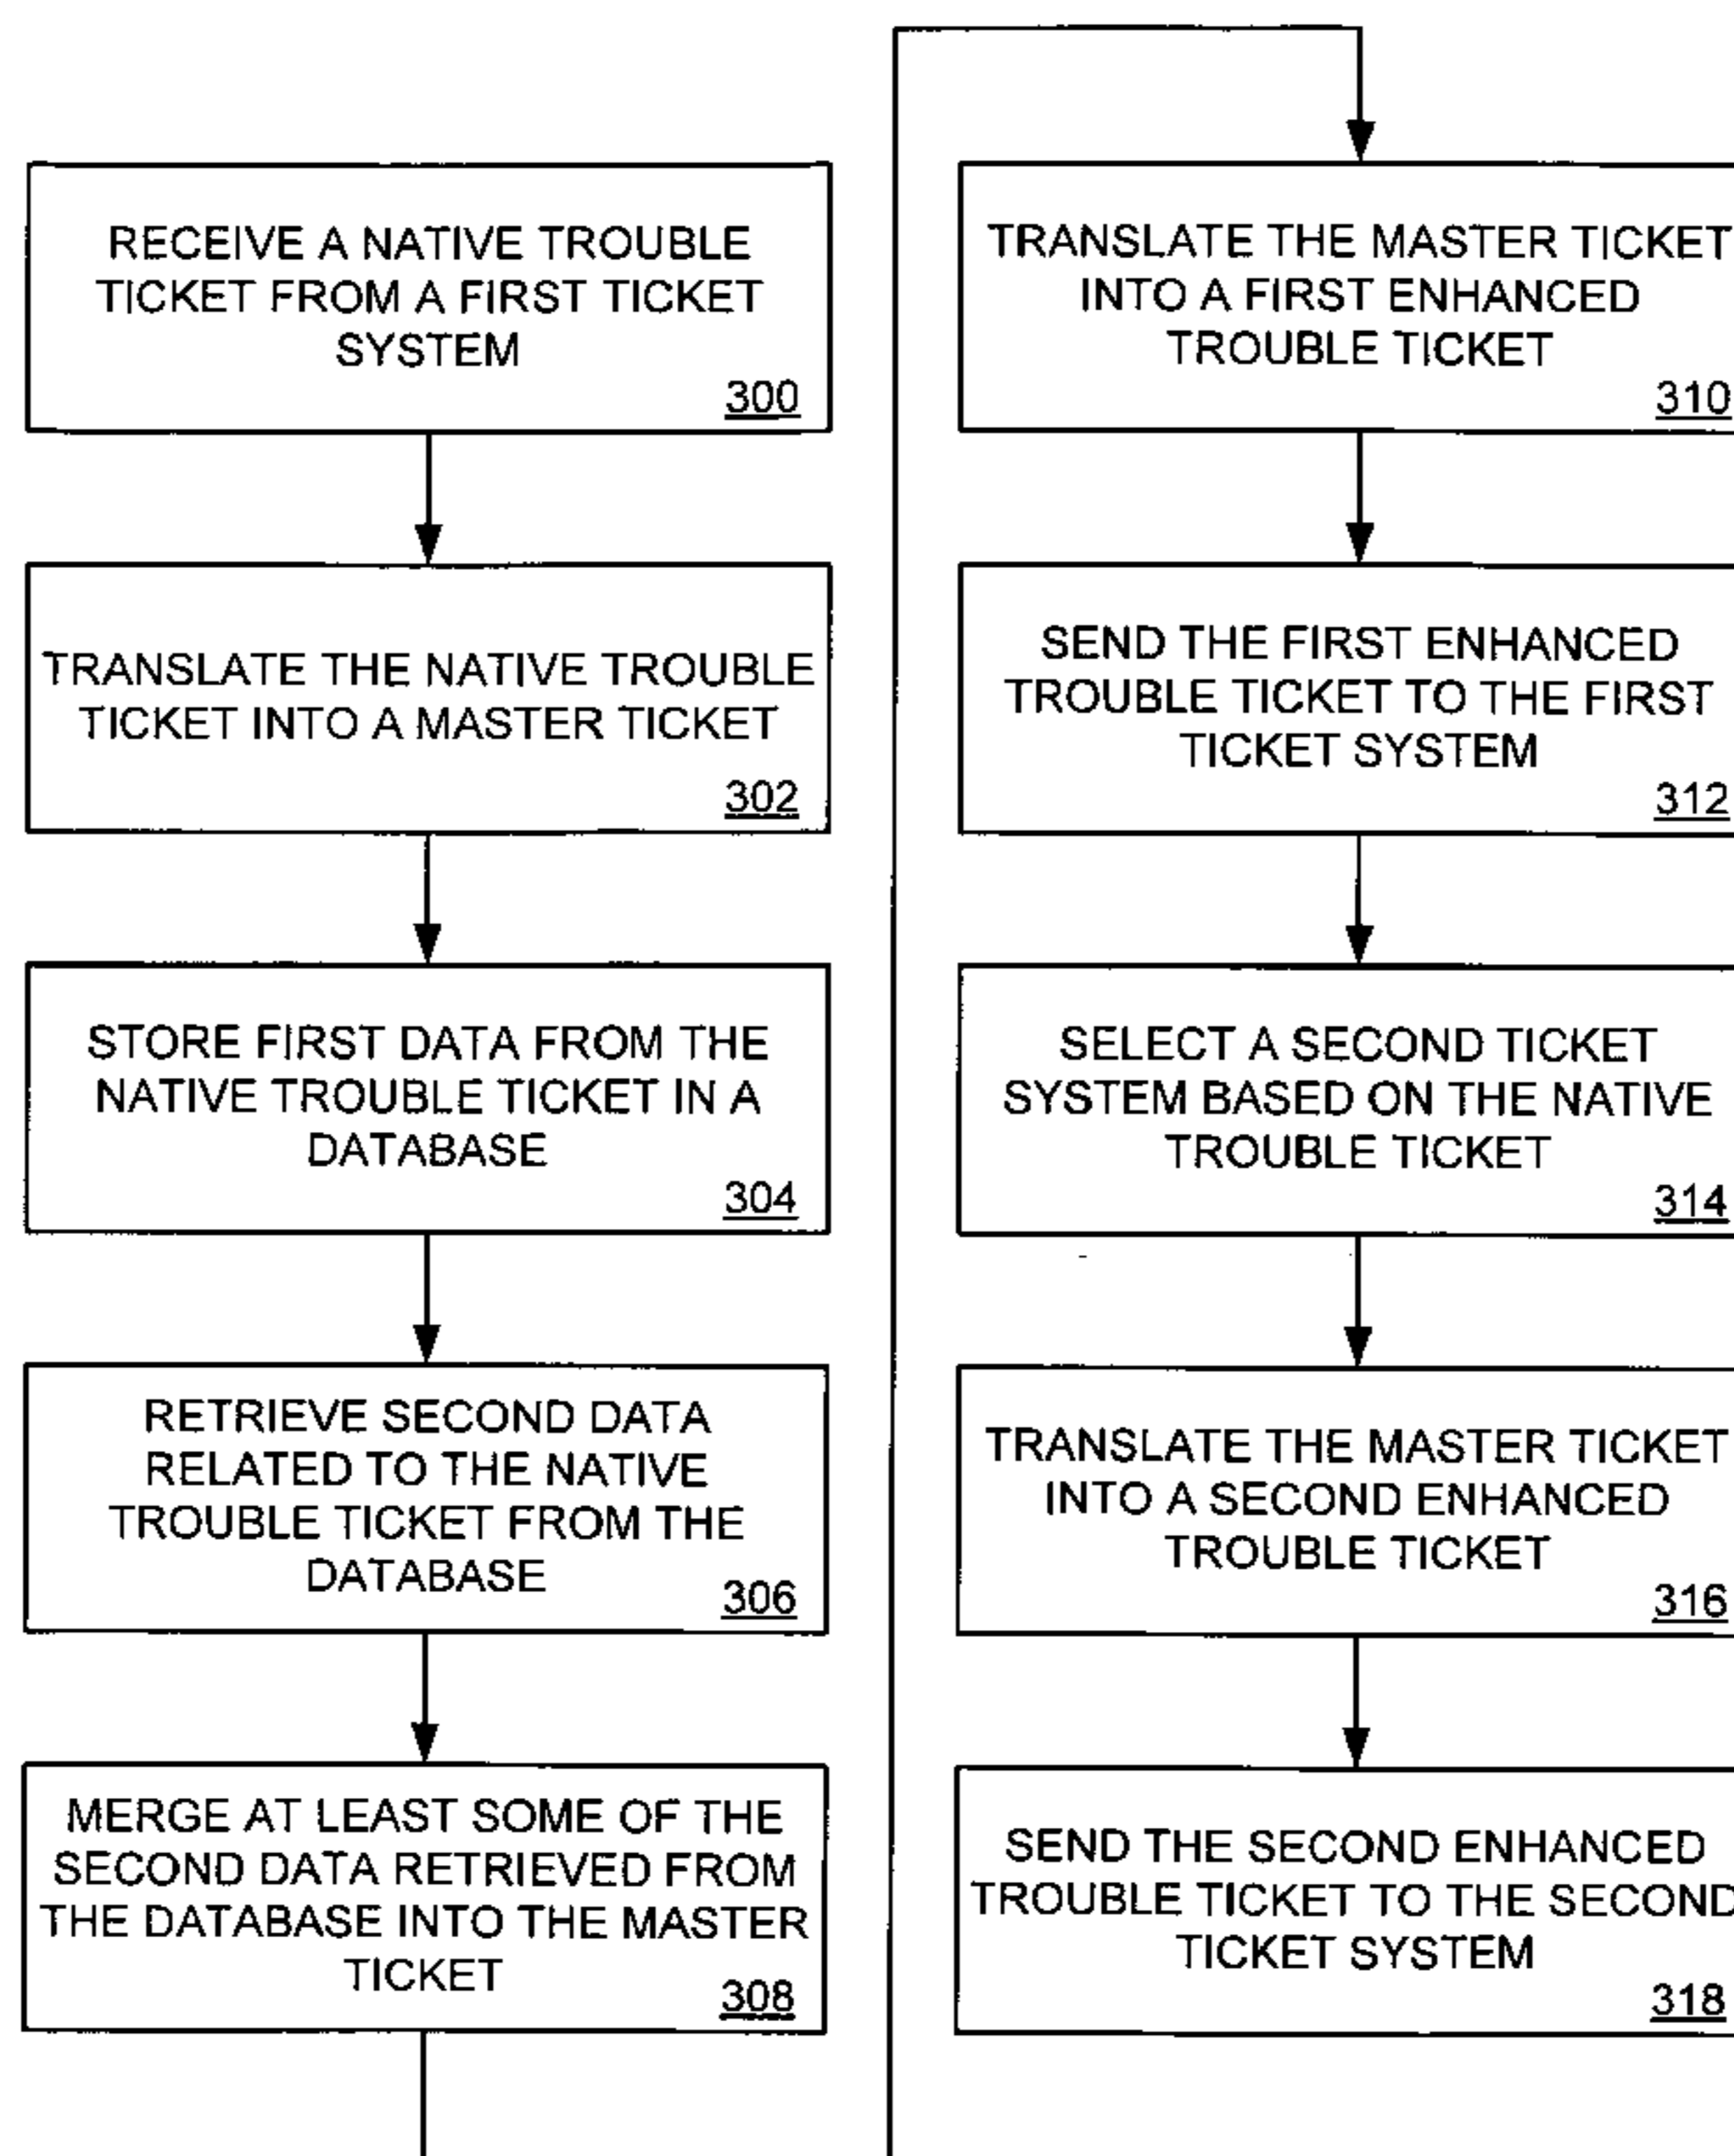 RECEIVE A NATIVE TROUBLE
TICKET FROM A FIRST TICKET
SYSTEM
300
TRANSLATE THE NATIVE TROUBLE
TICKET INTO A MASTER TICKET
302
STORE FIRST DATA FROM THE
NATIVE TROUBLE TICKET IN A
DATABASE
304
RETRIEVE SECOND DATA
RELATED TO THE NATIVE
TROUBLE TICKET FROM THE
DATABASE
306
MERGE AT LEAST SOME OF THE
SECOND DATA RETRIEVED FROM
THE DATABASE INTO THE MASTER
TICKET
308
TRANSLATE THE MASTER TICKET
INTO A FIRST ENHANCED
TROUBLE TICKET
310
SEND THE FIRST ENHANCED
TROUBLE TICKET TO THE FIRST
TICKET SYSTEM
312
SELECT A SECOND TICKET
SYSTEM BASED ON THE NATIVE
TROUBLE TICKET
314
TRANSLATE THE MASTER TICKET
INTO A SECOND ENHANCED
TROUBLE TICKET
316
SEND THE SECOND ENHANCED
TROUBLE TICKET TO THE SECOND
TICKET SYSTEM
318